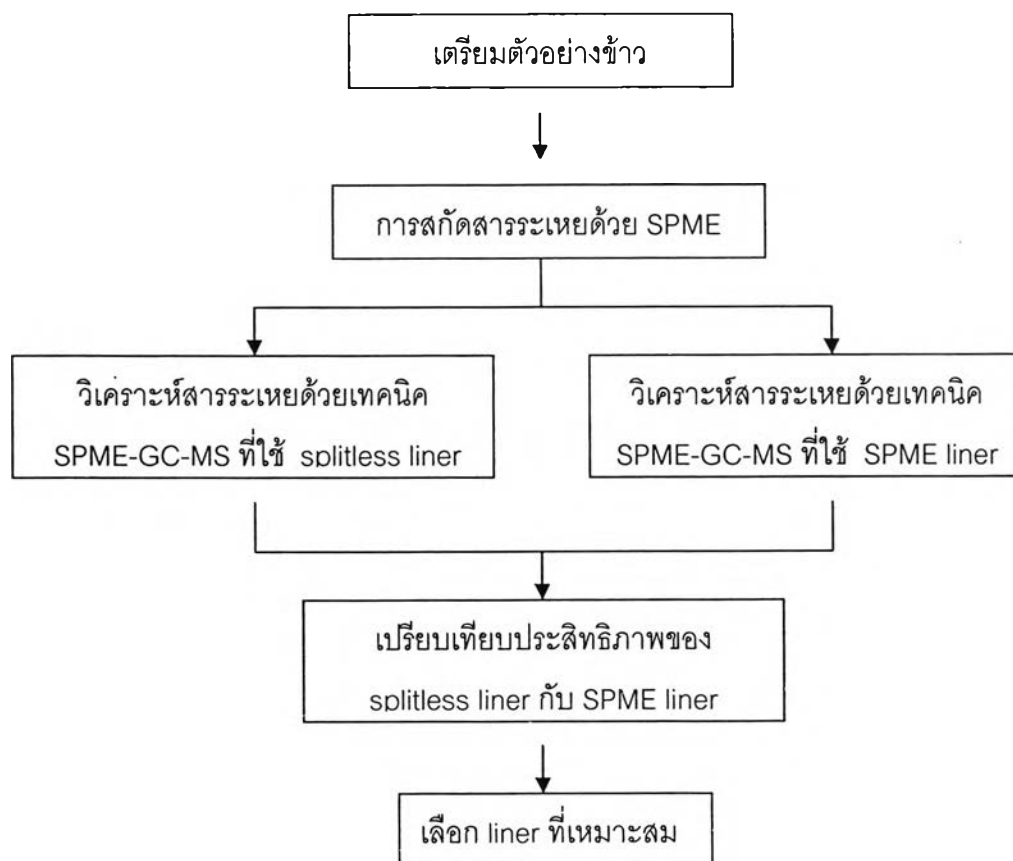 เตรียมตัวอย่างข้าว
การสกัดสารระเหยด้วย SPME
วิเคราะห์สารระเหยด้วยเทคนิค
SPME-GC-MS ที่ใช้ splitless liner
วิเคราะห์สารระเหยด้วยเทคนิค
SPME-GC-MS ที่ใช้ SPME liner
เปรียบเทียบประสิทธิภาพของ
splitless liner กับ SPME liner
เลือก liner ที่เหมาะสม